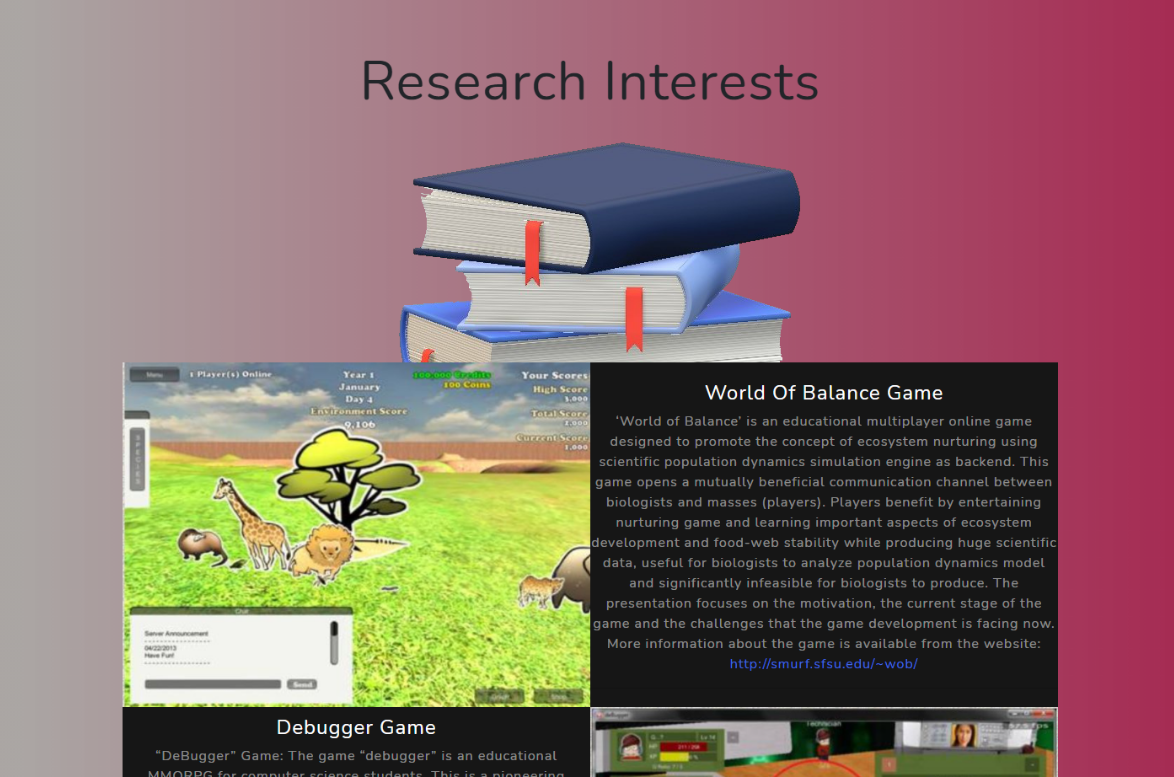 Research Interests
Menu
1 Player(s) Online
Year 1
January
Day 4
Environment Score
9,106
100,000 Credits
100 Coins
Your Scores
High Score
Total Score
Current Score
SPECIES
Chat
Server Announcement
04/22/2013
Have Fun!
Send
World Of Balance Game
‘World of Balance’ is an educational multiplayer online game
designed to promote the concept of ecosystem nurturing using
scientific population dynamics simulation engine as backend. This
game opens a mutually beneficial communication channel between
biologists and masses (players). Players benefit by entertaining
nurturing game and learning important aspects of ecosystem
development and food-web stability while producing huge scientific
data, useful for biologists to analyze population dynamics model
and significantly infeasible for biologists to produce. The
presentation focuses on the motivation, the current stage of the
game and the challenges that the game development is facing now.
More information about the game is available from the website:
http://smurf.sfsu.edu/~wob/
Debugger Game
“DeBugger” Game: The game “debugger” is an educational
MMORPG for computer science students. This is a pioneering
Technician